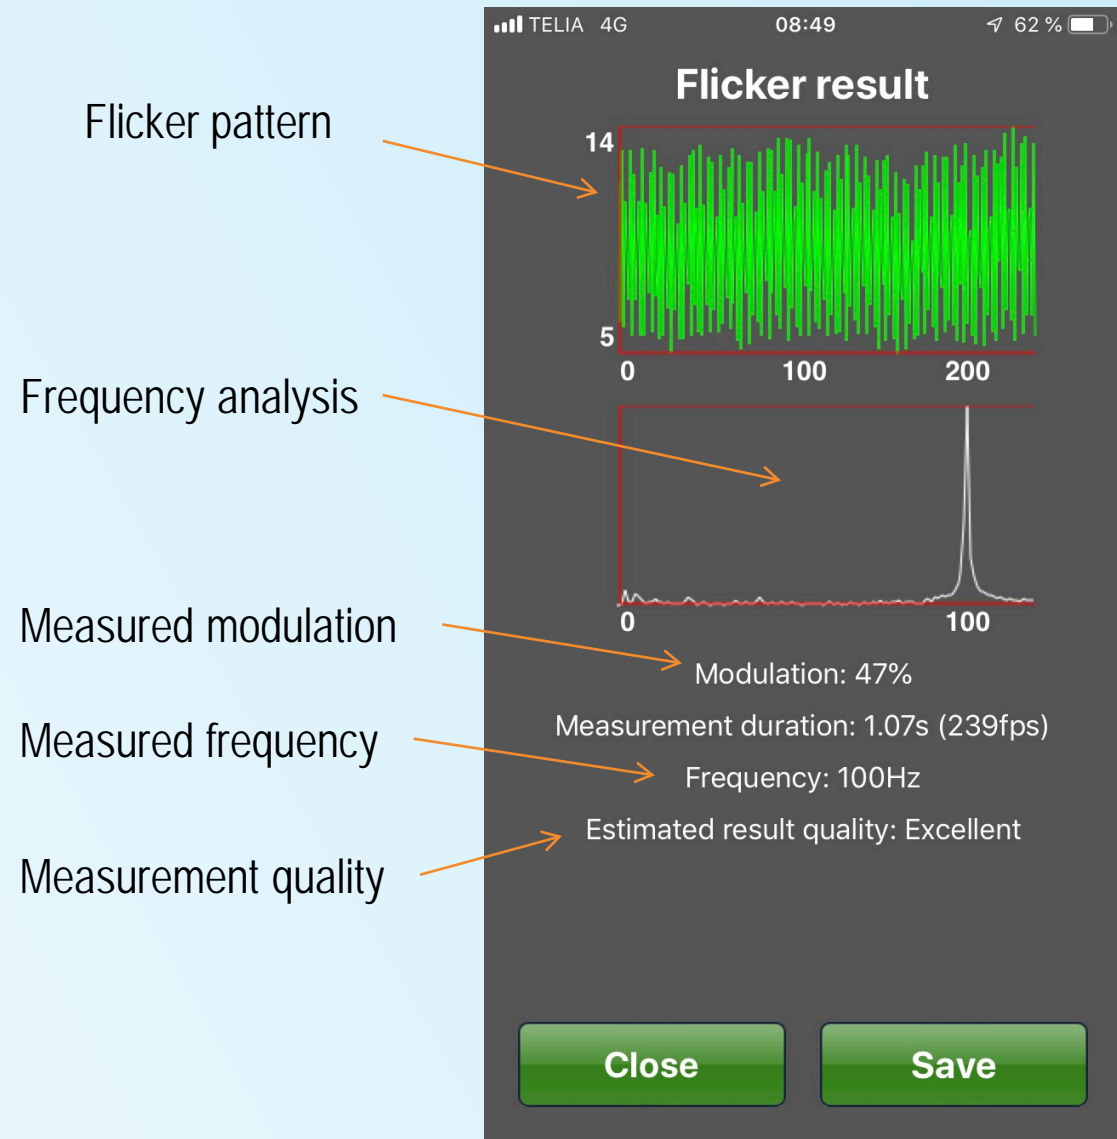 TELIA 4G 08:49 62 %
Flicker result
Flicker pattern
14
5
0 100 200
Frequency analysis
0 100
Measured modulation
Modulation: 47%
Measurement duration: 1.07s (239fps)
Measured frequency
Frequency: 100Hz
Estimated result quality: Excellent
Measurement quality
Close Save